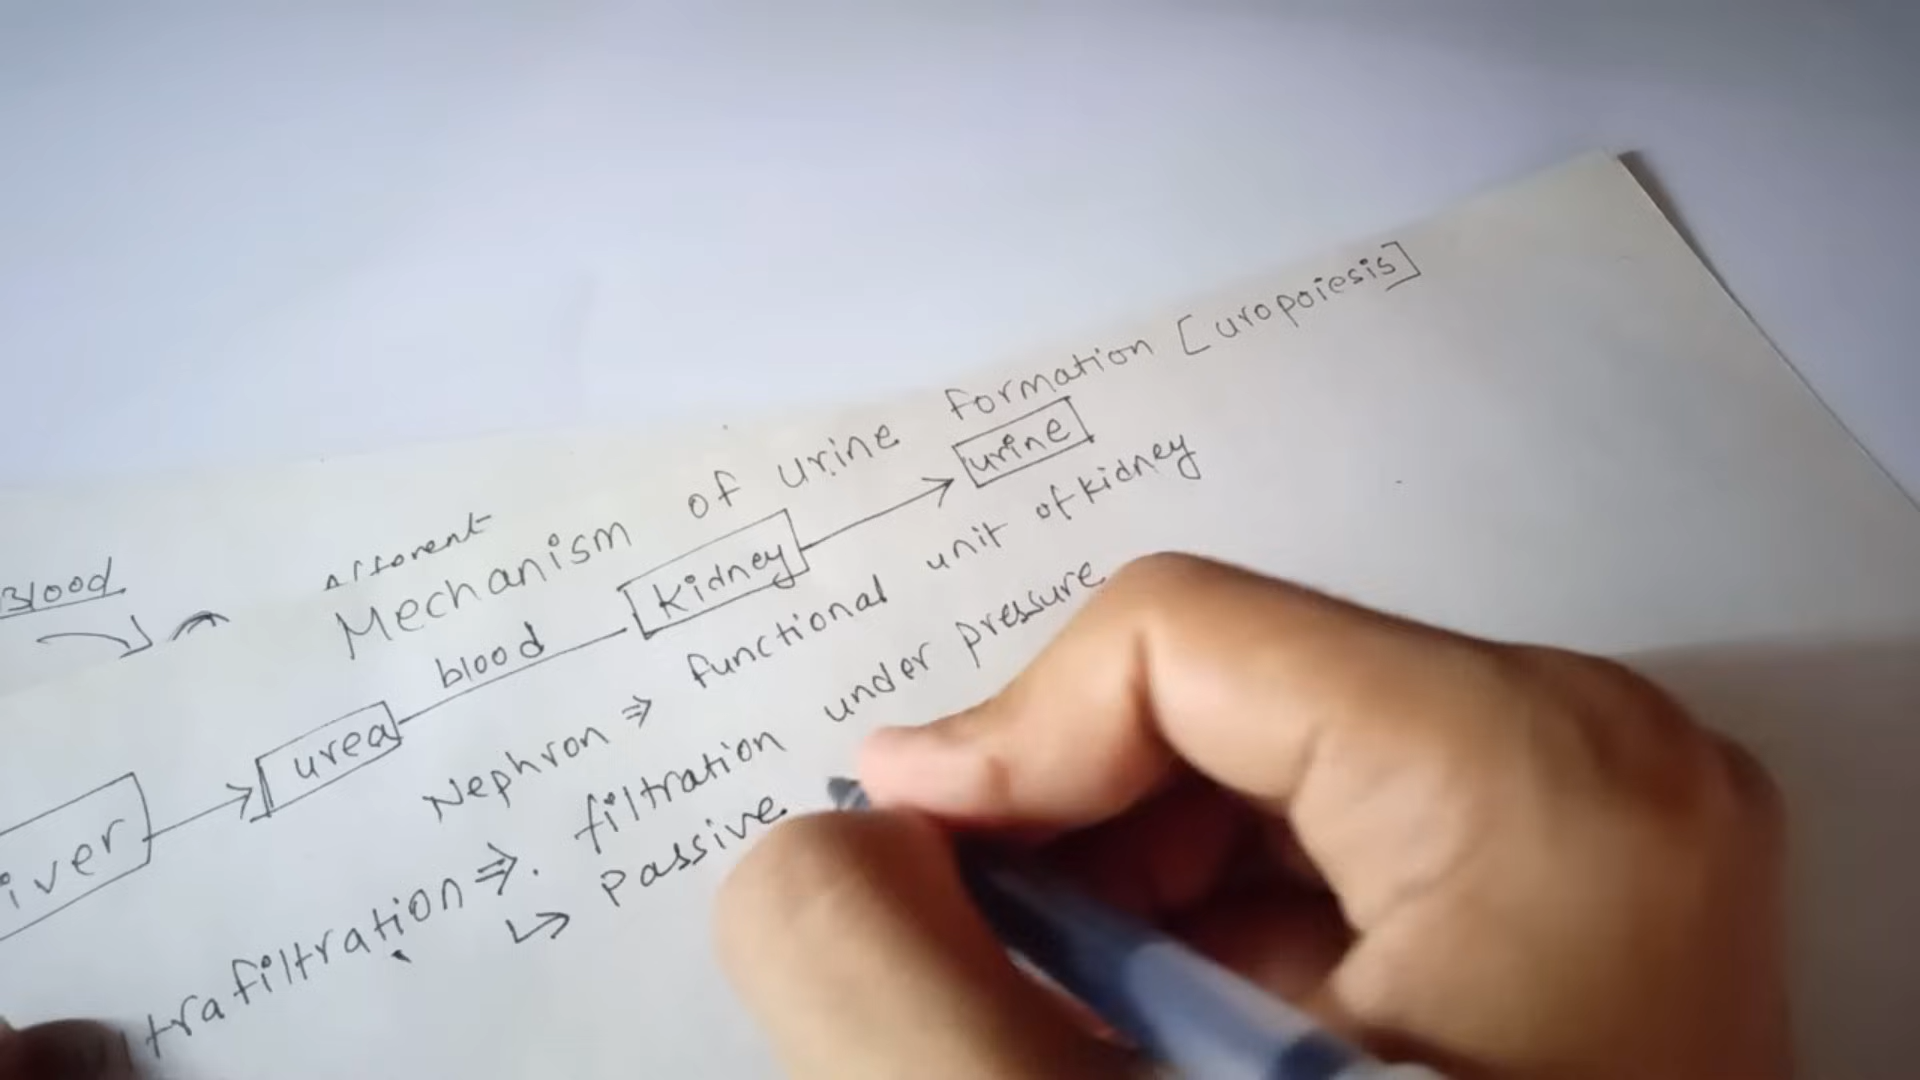 Mechanism of urine formation [uropoiesis]
Blood
Afferent
iver → urea blood kidney → urine
Nephron ⇒ functional unit of kidney
trafiltration ⇒. filtration under pressure
↳ passive